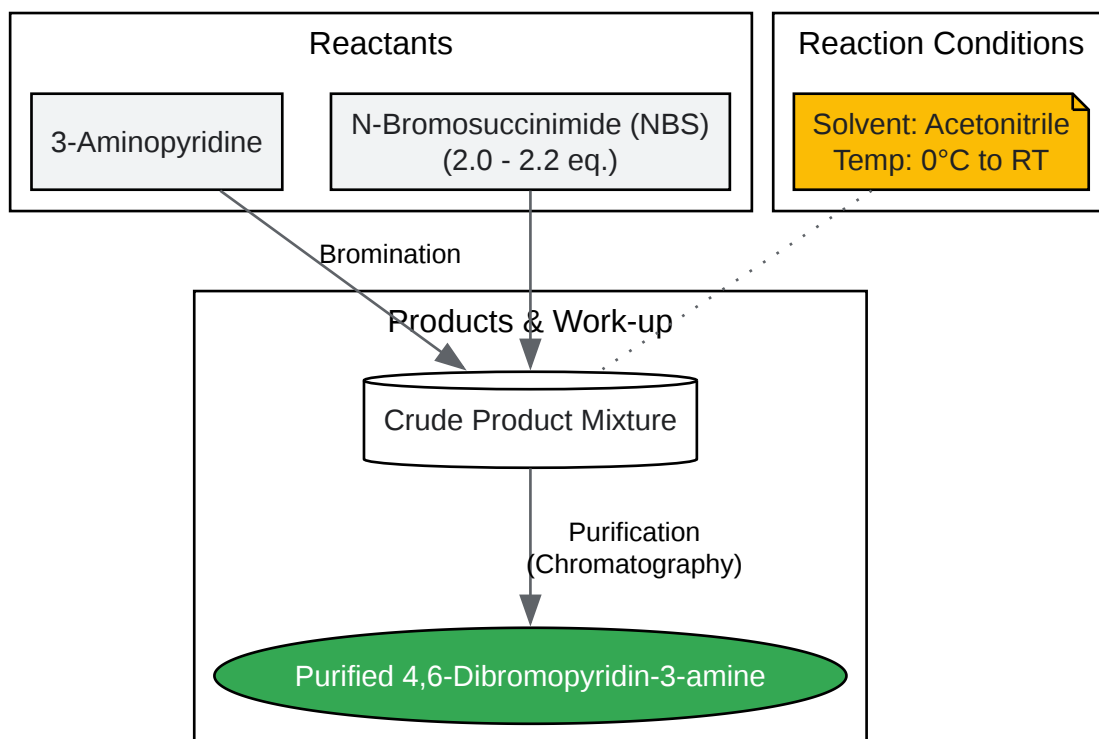 Reactants
Reaction Conditions
3-Aminopyridine
N-Bromosuccinimide (NBS)
(2.0 - 2.2 eq.)
Solvent: Acetonitrile
Temp: 0°C to RT
Bromination
Products & Work-up
Crude Product Mixture
Purification
(Chromatography)
Purified 4,6-Dibromopyridin-3-amine